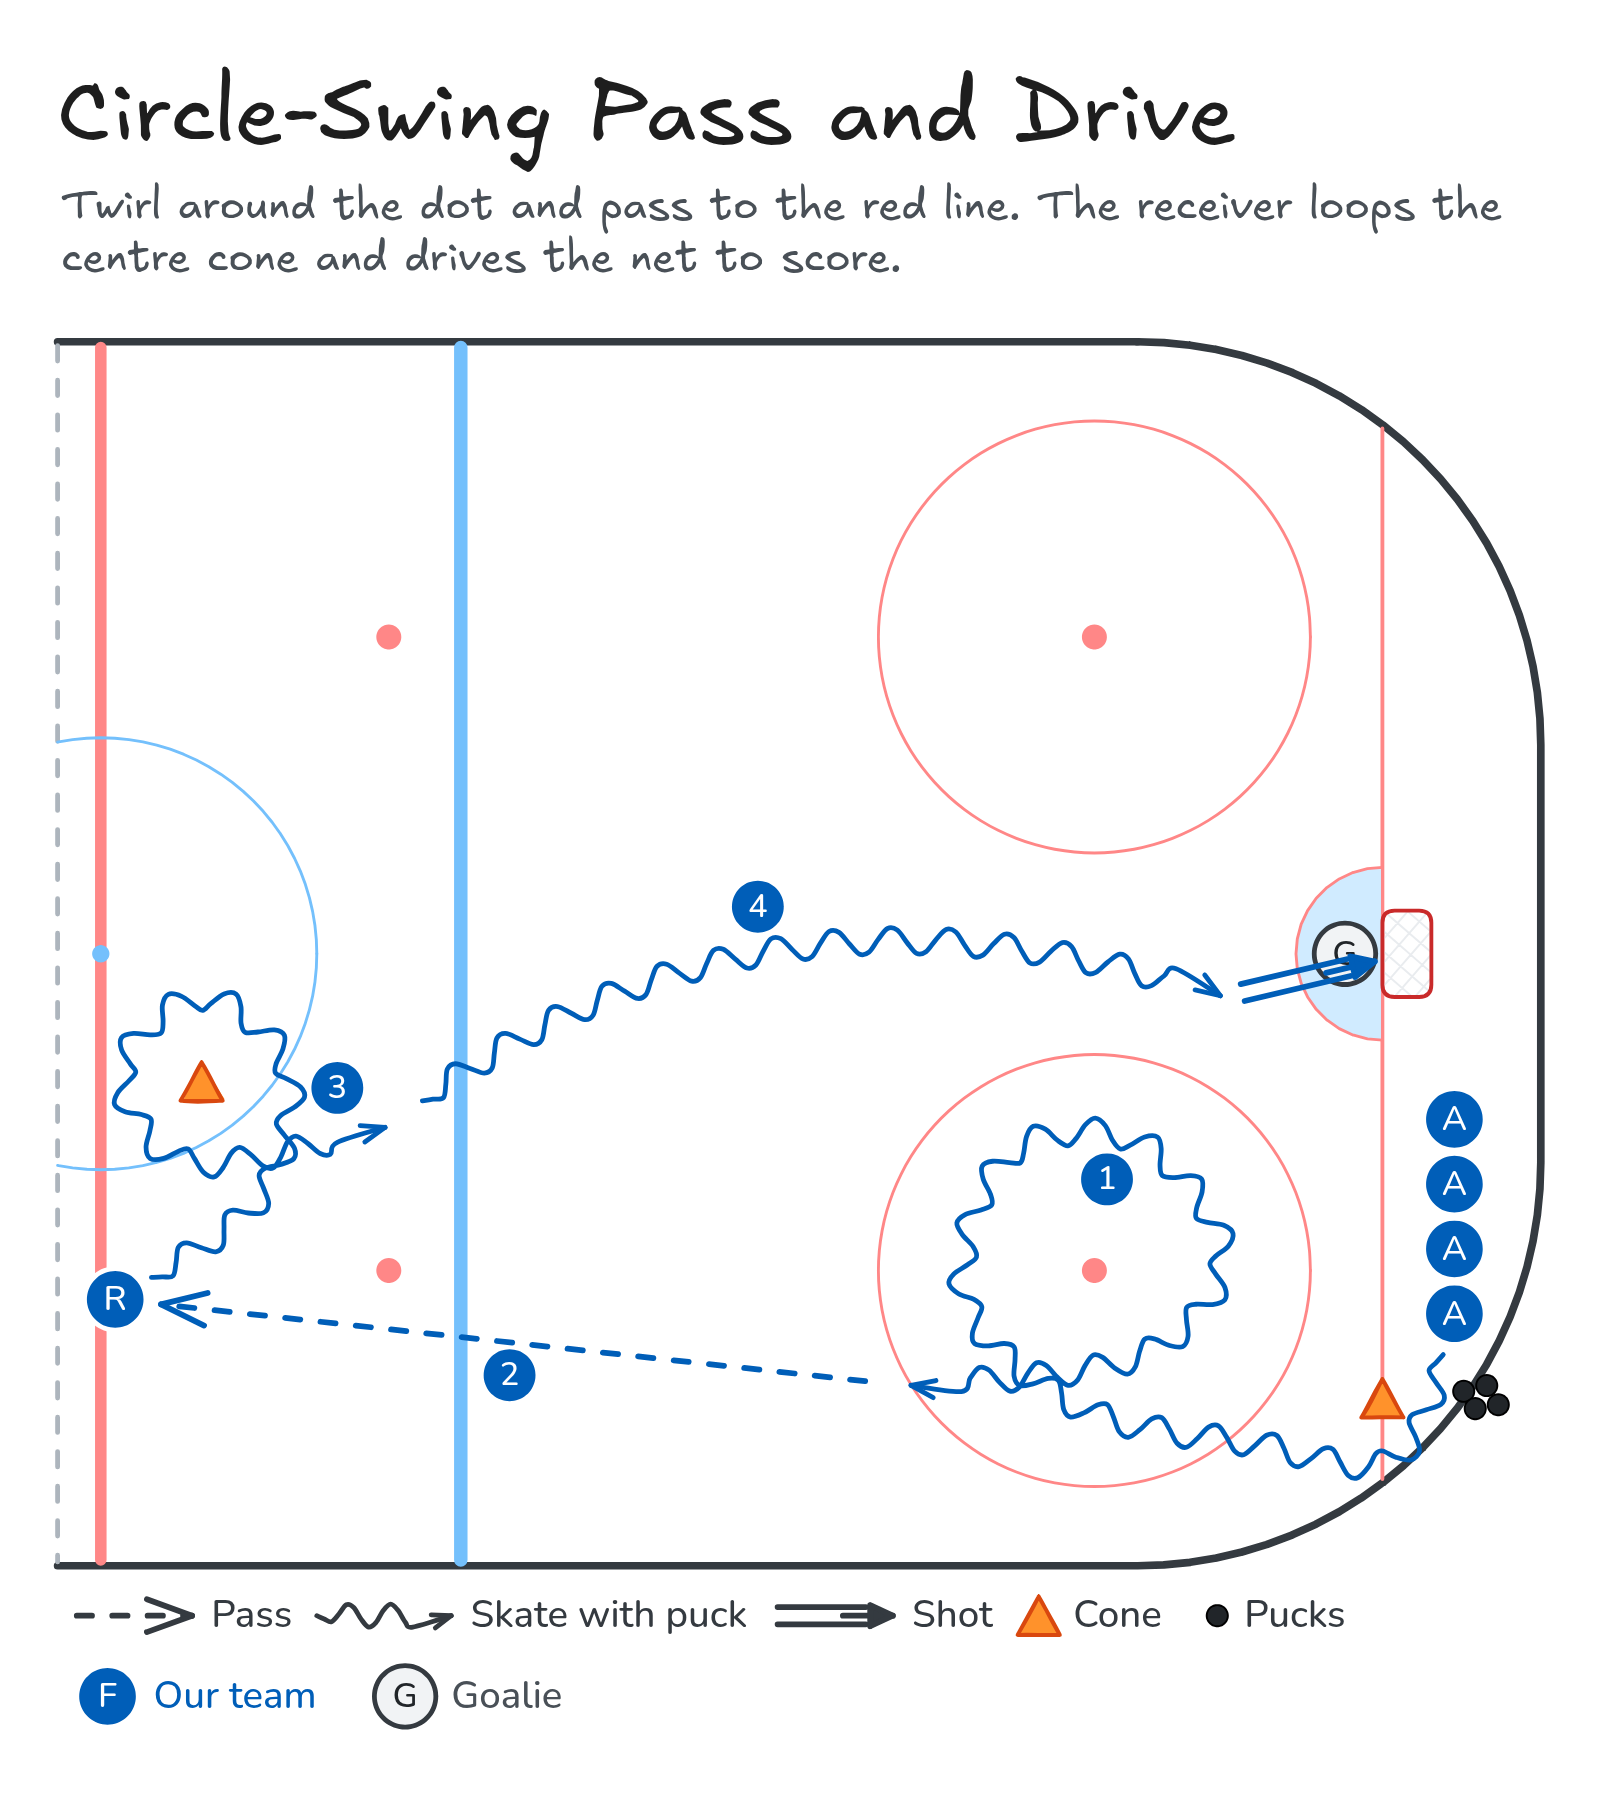 Circle-Swing Pass and Drive
Twirl around the dot and pass to the red line. The receiver loops the
centre cone and drives the net to score.
4
G
3
A
1
A
A
R
A
2
Pass
Skate with puck
Shot
Cone
Pucks
F
Our team
G
Goalie